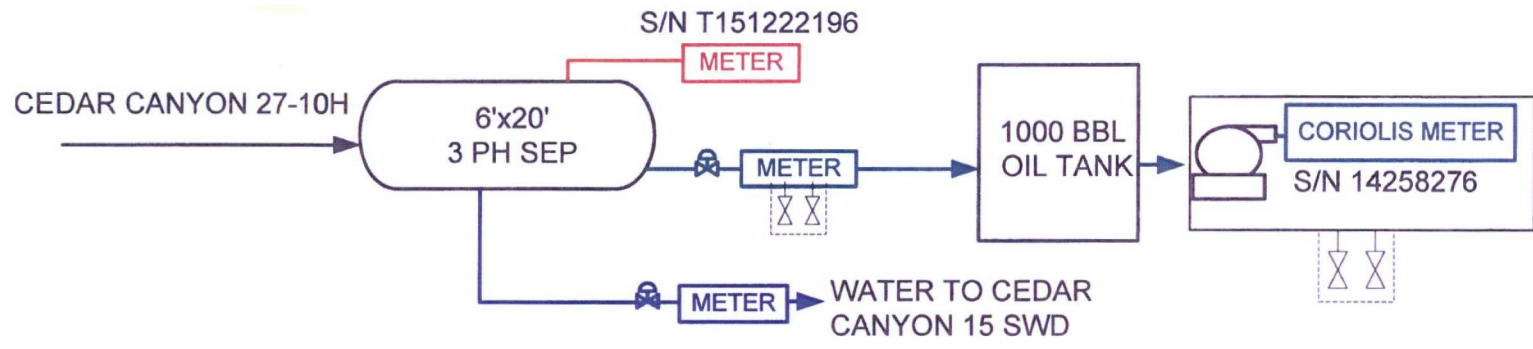 S/N T151222196
METER
CEDAR CANYON 27-10H
6'x20'
3 PH SEP
METER
1000 BBL
OIL TANK
CORIOLIS METER
S/N 14258276
METER
WATER TO CEDAR
CANYON 15 SWD